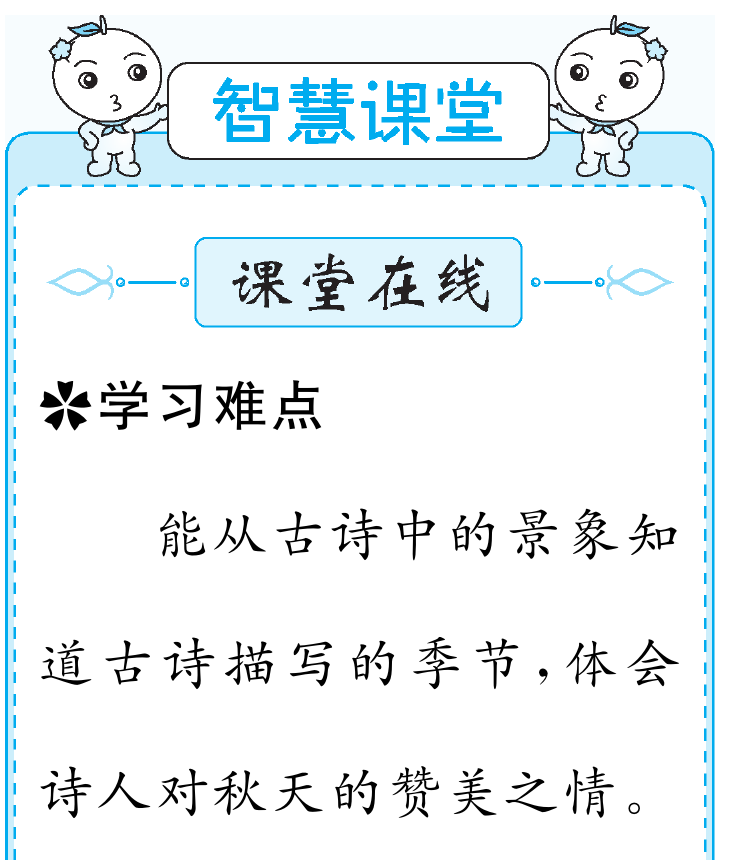 智慧课堂
课堂在线
学习难点
能从古诗中的景象知
道古诗描写的季节,体会
诗人对秋天的赞美之情。